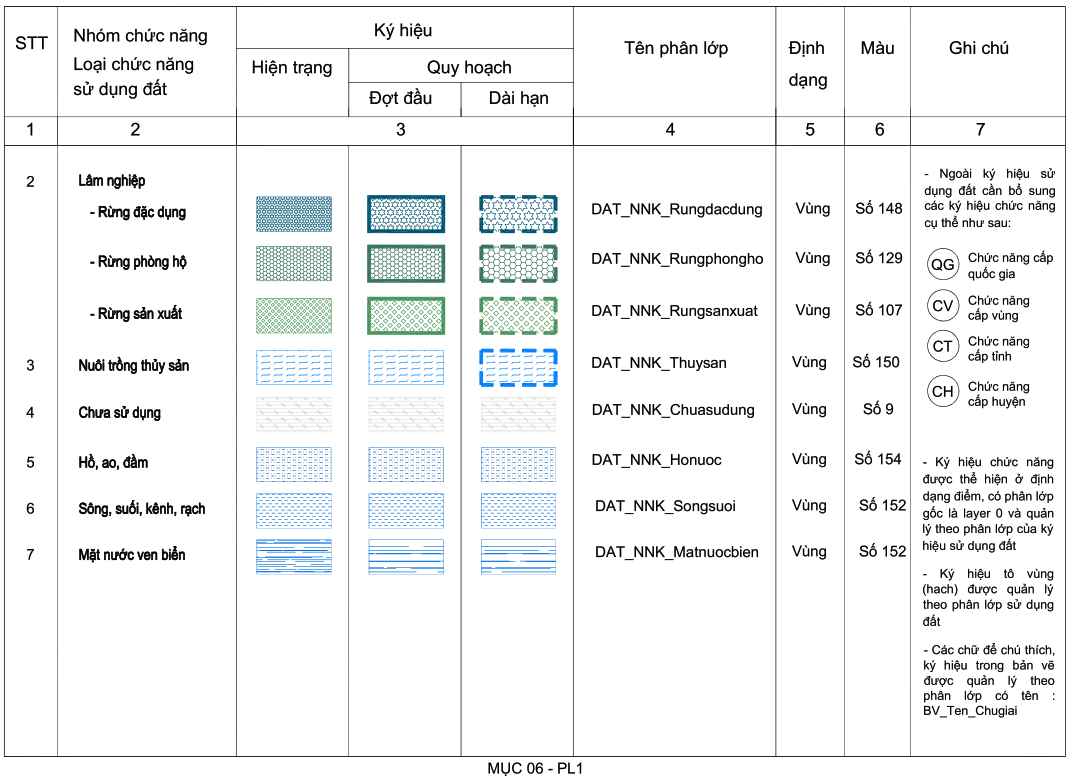 STT
Nhóm chức năng
Loại chức năng
sử dụng đất
Ký hiệu
Hiện trạng
Quy hoạch
Đợt đầu
Dài hạn
Tên phân lớp
Định
dạng
Màu
Ghi chú
1
2
3
4
5
6
7
2
Lâm nghiệp
- Rừng đặc dụng
DAT_NNK_Rungdacdung
Vùng
Số 148
- Rừng phòng hộ
DAT_NNK_Rungphongho
Vùng
Số 129
- Rừng sản xuất
DAT_NNK_Rungsanxuat
Vùng
Số 107
3
Nuôi trồng thủy sản
DAT_NNK_Thuysan
Vùng
Số 150
4
Chưa sử dụng
DAT_NNK_Chuasudung
Vùng
Số 9
5
Hồ, ao, đầm
DAT_NNK_Honuoc
Vùng
Số 154
6
Sông, suối, kênh, rạch
DAT_NNK_Songsuoi
Vùng
Số 152
7
Mặt nước ven biển
DAT_NNK_Matnuocbien
Vùng
Số 152
- Ngoài ký hiệu sử
dụng đất cần bổ sung
các ký hiệu chức năng
cụ thể như sau:
QG
Chức năng cấp
quốc gia
CV
Chức năng
cấp vùng
CT
Chức năng
cấp tỉnh
CH
Chức năng
cấp huyện
- Ký hiệu chức năng
được thể hiện ở định
dạng điểm, có phân lớp
gốc là layer 0 và quản
lý theo phân lớp của ký
hiệu sử dụng đất
- Ký hiệu tô vùng
(hach) được quản lý
theo phân lớp sử dụng
đất
- Các chữ để chú thích,
ký hiệu trong bản vẽ
được quản lý theo
phân lớp có tên :
BV_Ten_Chugiai
MỤC 06 - PL1